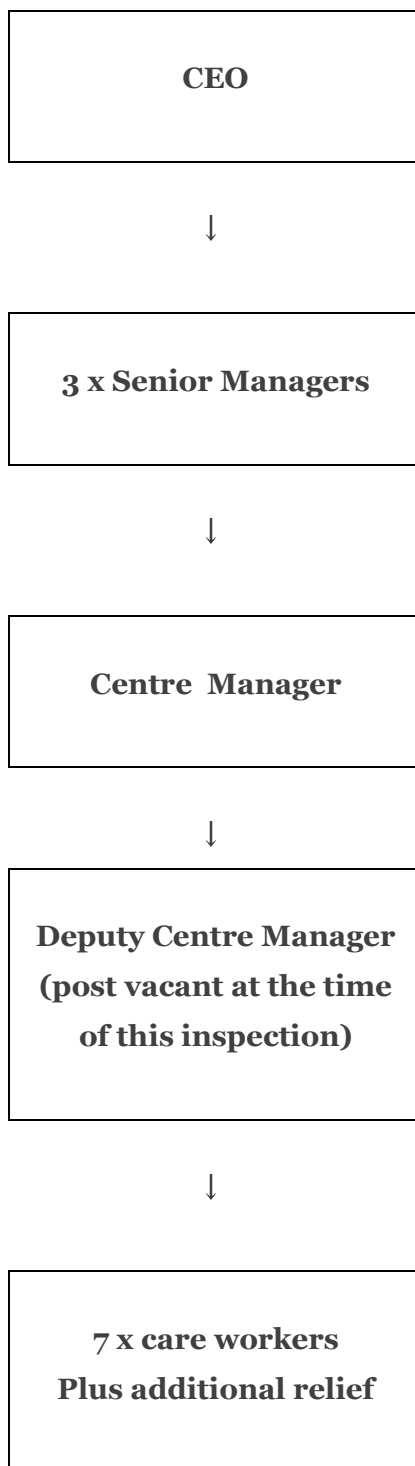 CEO
↓
3 x Senior Managers
↓
Centre Manager
↓
Deputy Centre Manager
(post vacant at the time
of this inspection)
↓
7 x care workers
Plus additional relief